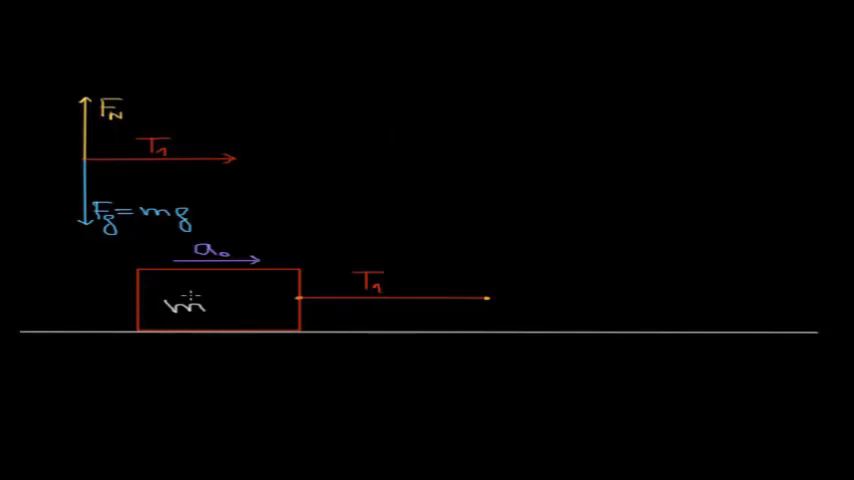 F_N
T_1
F_g = mg
a_0
T_1
m